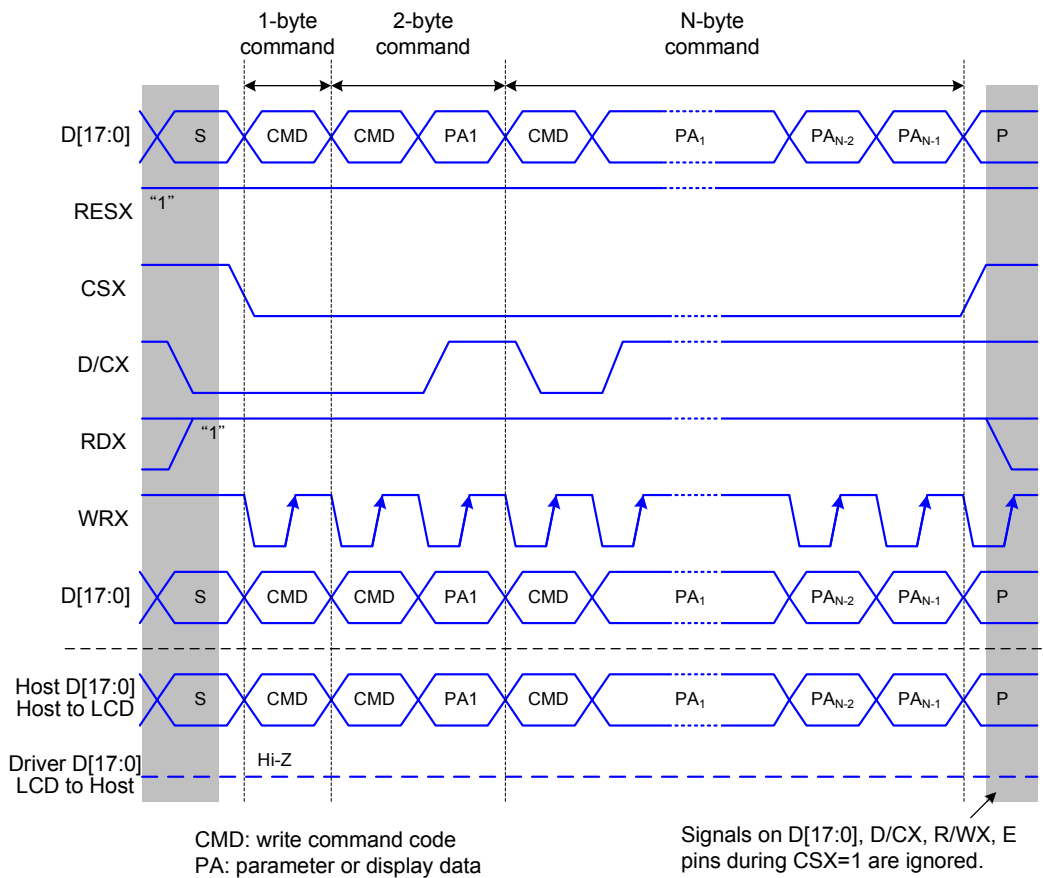 1-byte
command
2-byte
command
N-byte
command
D[17:0]
S CMD CMD PA1 CMD PA₁ PAN-2 PAN-1 P
RESX
“1”
CSX
D/CX
RDX
“1”
WRX
D[17:0]
S CMD CMD PA1 CMD PA₁ PAN-2 PAN-1 P
Host D[17:0]
Host to LCD
S CMD CMD PA1 CMD PA₁ PAN-2 PAN-1 P
Driver D[17:0]
LCD to Host
Hi-Z
CMD: write command code
PA: parameter or display data
Signals on D[17:0], D/CX, R/WX, E
pins during CSX=1 are ignored.